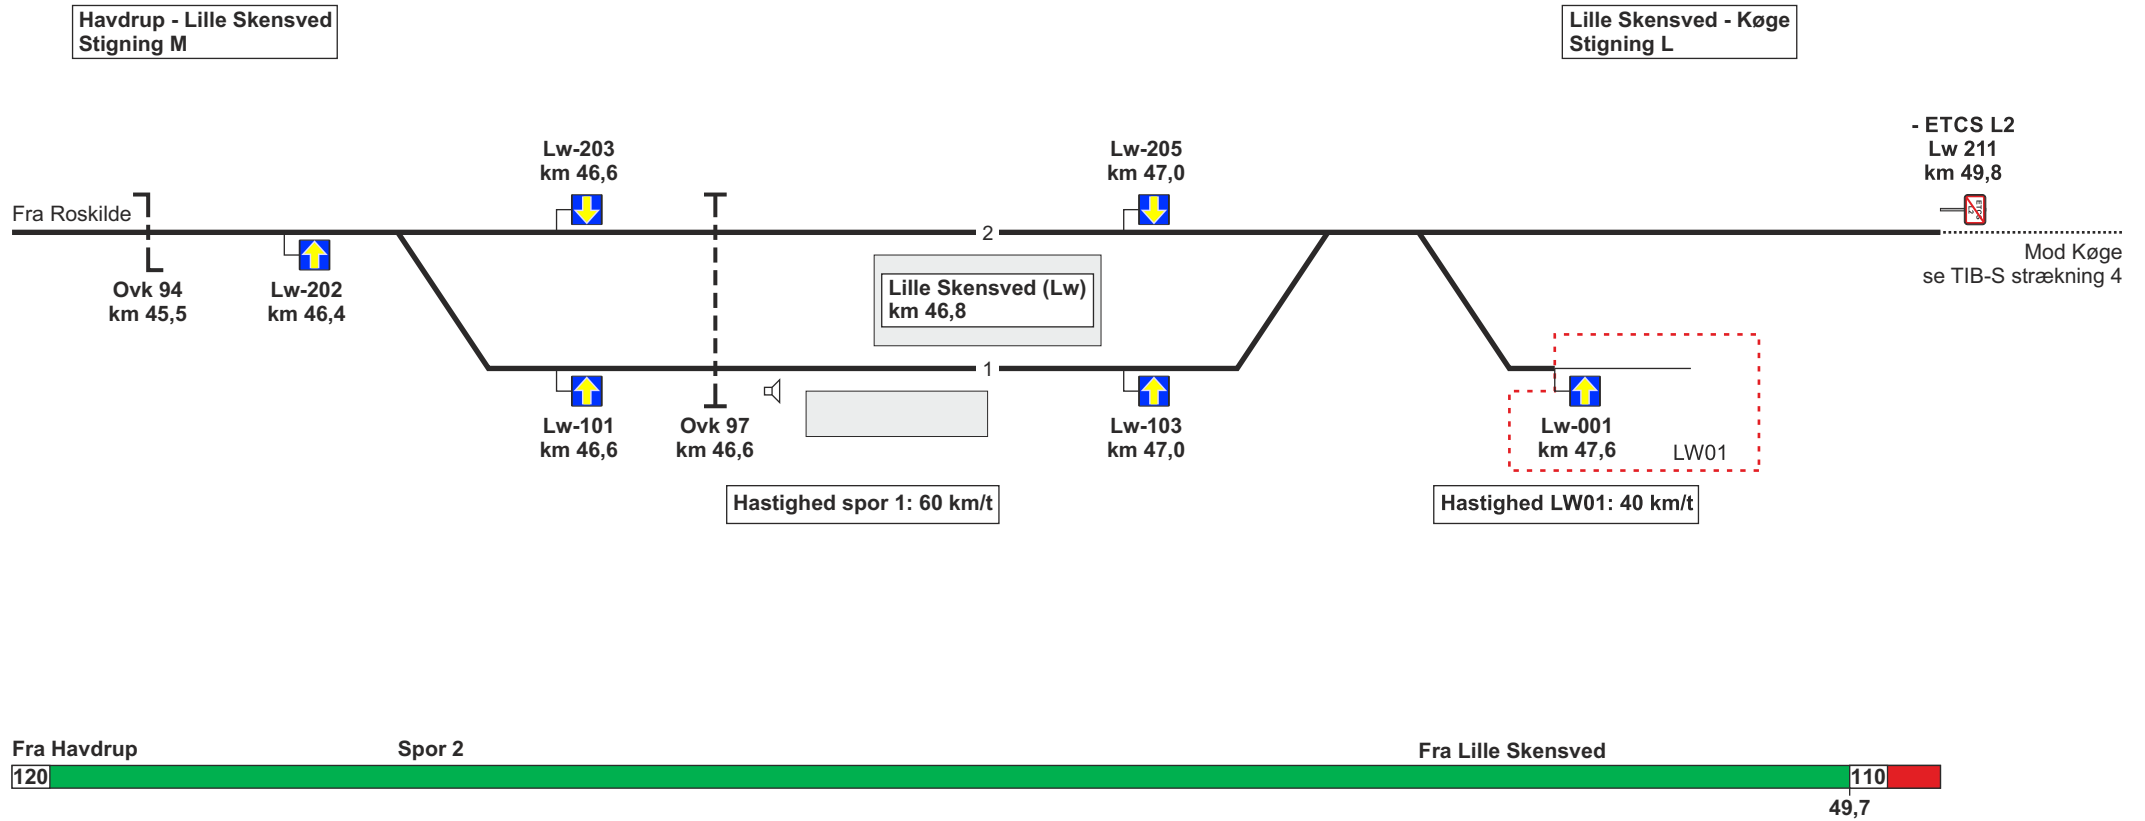 Havdrup - Lille Skensved
Stigning M
Lille Skensved - Køge
Stigning L
- ETCS L2
Lw 211
km 49,8
Lw-203
km 46,6
Lw-205
km 47,0
Fra Roskilde
ETCS
L2
2
Mod Køge
se TIB-S strækning 4
Ovk 94
km 45,5
Lw-202
km 46,4
Lille Skensved (Lw)
km 46,8
1
Lw-101
km 46,6
Ovk 97
km 46,6
Lw-103
km 47,0
Lw-001
km 47,6
LW01
Hastighed spor 1: 60 km/t
Hastighed LW01: 40 km/t
Fra Havdrup
Spor 2
Fra Lille Skensved
120
110
49,7